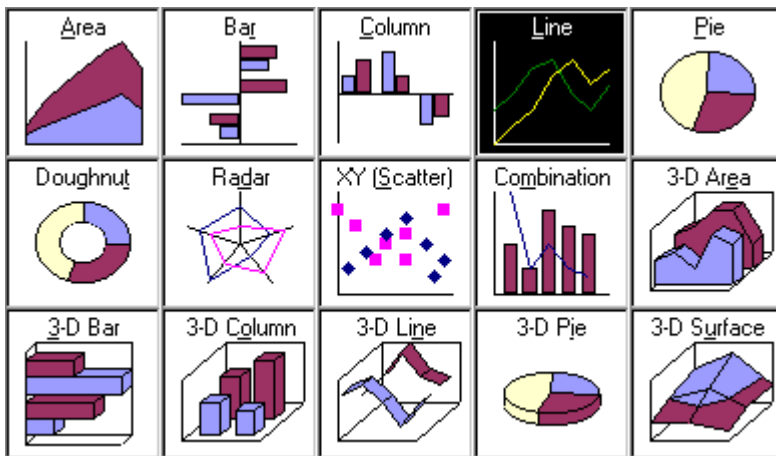 Area
Bar
Column
Line
Pie
Doughnut
Radar
XY (Scatter)
Combination
3-D Area
3-D Bar
3-D Column
3-D Line
3-D Pie
3-D Surface